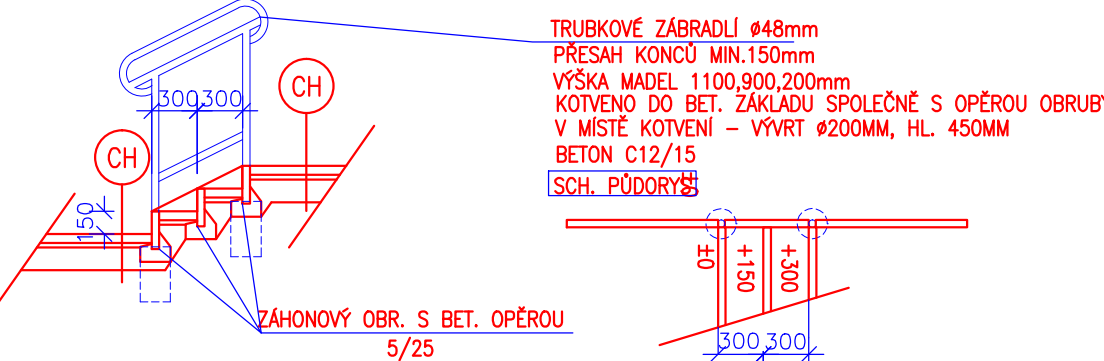 TRUBKOVÉ ZÁBRADLÍ ø48mm
PŘESAH KONCŮ MIN.150mm
VÝŠKA MADEL 1100,900,200mm
KOTVENO DO BET. ZÁKLADU SPOLEČNĚ S OPĚROU OBRUBY
V MÍSTĚ KOTVENÍ – VÝVRT ø200MM, HL. 450MM
BETON C12/15
SCH. PŮDORYS
CH
300 300
CH
150
±0
+150
+300
300 300
ZÁHONOVÝ OBR. S BET. OPĚROU
5/25